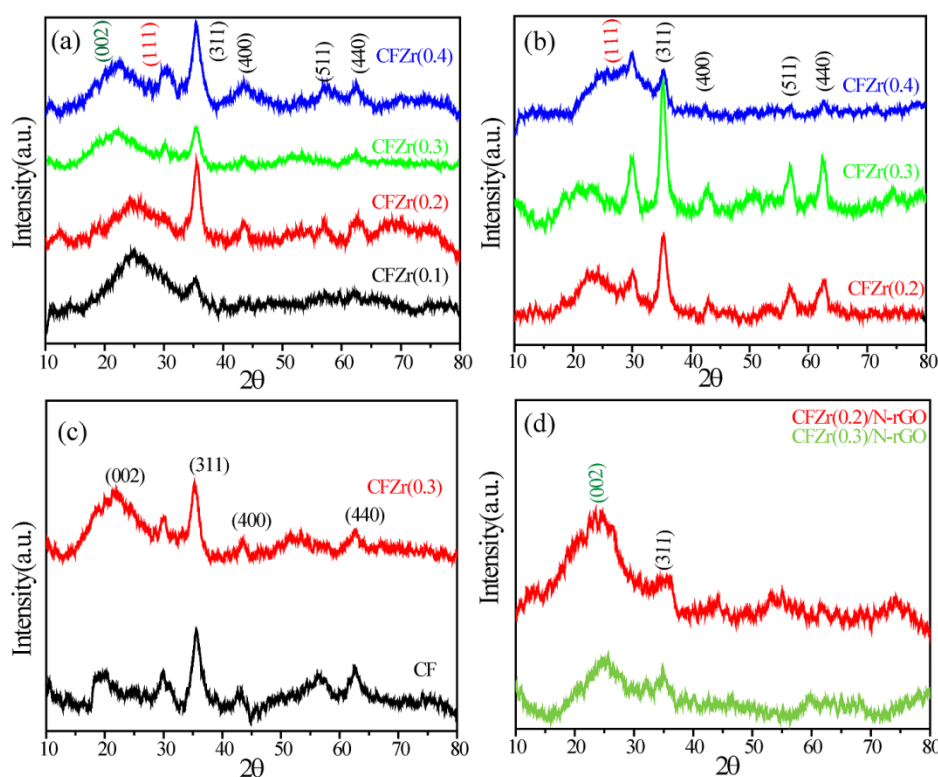 (a)
(002)
(111)
(311)
(400)
(511)
(440)
CFZr(0.4)
CFZr(0.3)
CFZr(0.2)
CFZr(0.1)
Intensity(a.u.)
10 20 30 40 50 60 70 80
2θ
(b)
(111)
(311)
(400)
(511)
(440)
CFZr(0.4)
CFZr(0.3)
CFZr(0.2)
Intensity(a.u.)
10 20 30 40 50 60 70 80
2θ
(c)
(002)
(311)
(400)
(440)
CFZr(0.3)
CF
Intensity(a.u.)
10 20 30 40 50 60 70 80
2θ
(d)
CFZr(0.2)/N-rGO
CFZr(0.3)/N-rGO
(002)
(311)
Intensity(a.u.)
10 20 30 40 50 60 70 80
2θ